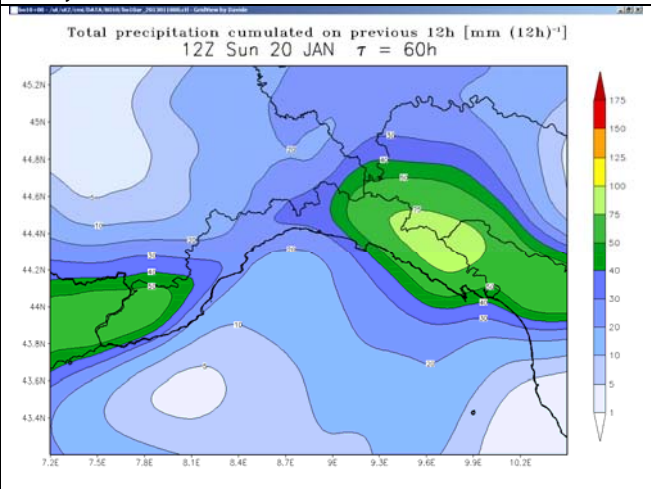 Total precipitation cumulated on previous 12h [mm (12h)⁻¹]
12Z Sun 20 JAN τ = 60h
45.2N
45N
44.8N
44.6N
44.4N
44.2N
44N
43.8N
43.6N
43.4N
7.2E 7.5E 7.8E 8.1E 8.4E 8.7E 9E 9.3E 9.6E 9.9E 10.2E
175
150
125
100
75
50
40
30
20
10
5
1